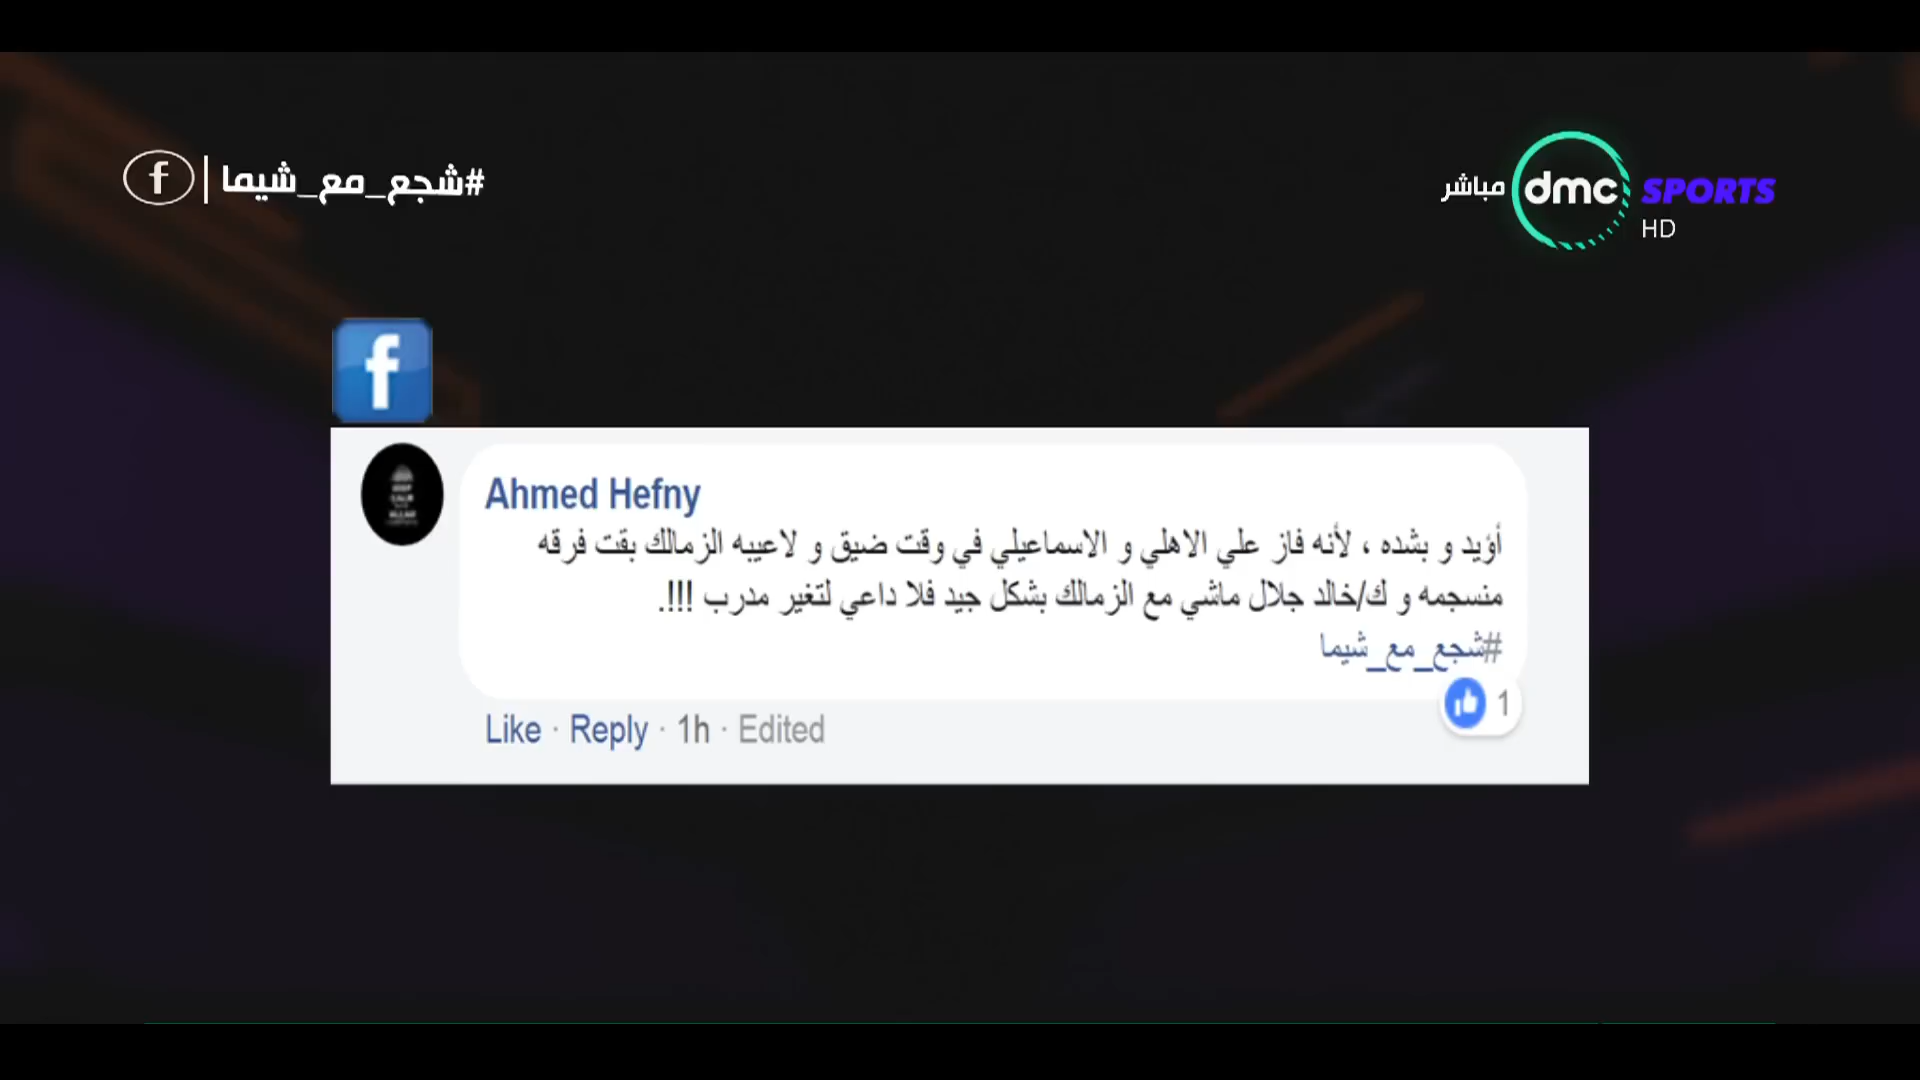 #شجع_مع_شيما
f
مباشر
dmc SPORTS
HD
f
Ahmed Hefny
أؤيد و بشده ، لأنه فاز علي الاهلي و الاسماعيلي في وقت ضيق و لاعيبه الزمالك بقت فرقه
منسجمه و ك/خالد جلال ماشي مع الزمالك بشكل جيد فلا داعي لتغير مدرب !!!.
#شجع_مع_شيما
1
Like · Reply · 1h · Edited